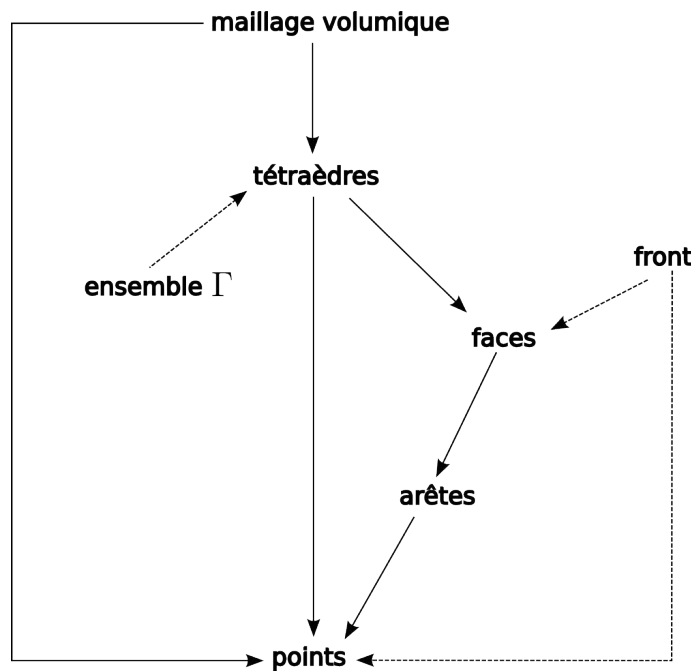 maillage volumique
tétraèdres
front
ensemble Γ
faces
arêtes
points